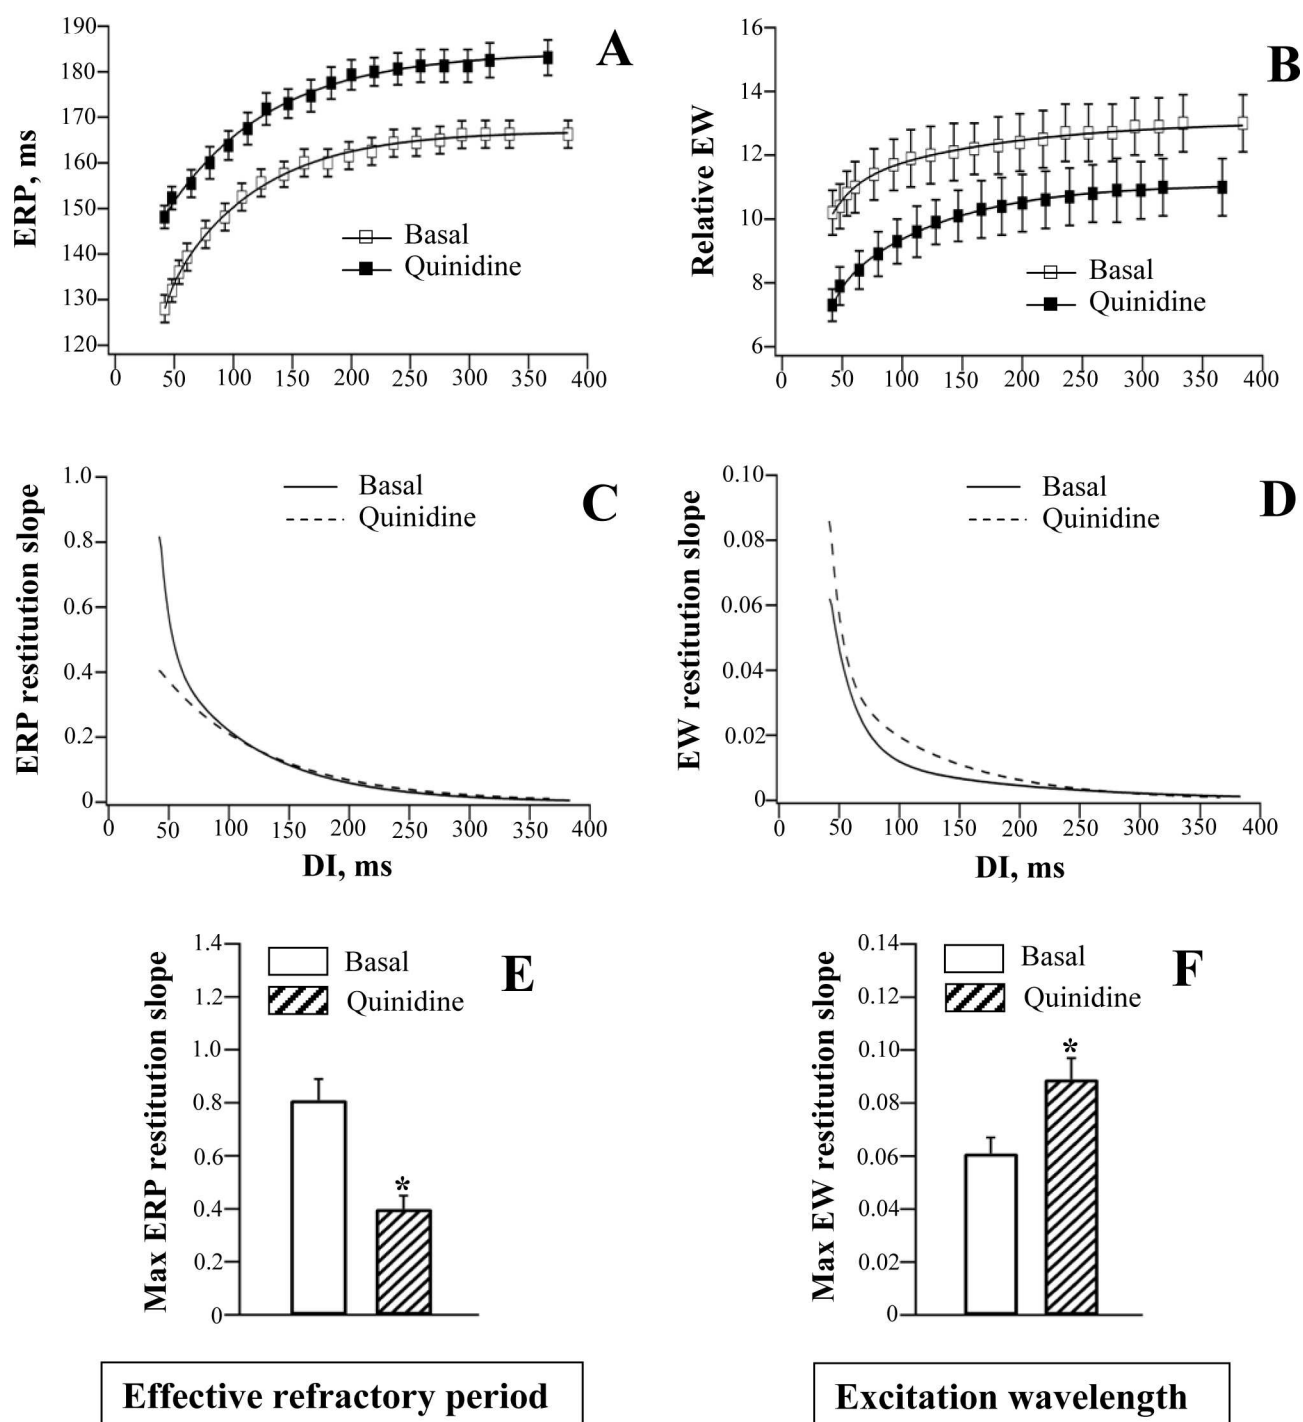 A
ERP, ms
190
180
170
160
150
140
130
120
Basal
Quinidine
0 50 100 150 200 250 300 350 400
B
Relative EW
16
14
12
10
8
6
Basal
Quinidine
0 50 100 150 200 250 300 350 400
C
ERP restitution slope
1.0
0.8
0.6
0.4
0.2
0
Basal
Quinidine
0 50 100 150 200 250 300 350 400
DI, ms
D
EW restitution slope
0.10
0.08
0.06
0.04
0.02
0
Basal
Quinidine
0 50 100 150 200 250 300 350 400
DI, ms
E
Max ERP restitution slope
1.4
1.2
1.0
0.8
0.6
0.4
0.2
0
Basal
Quinidine
*
F
Max EW restitution slope
0.14
0.12
0.10
0.08
0.06
0.04
0.02
0
Basal
Quinidine
*
Effective refractory period
Excitation wavelength